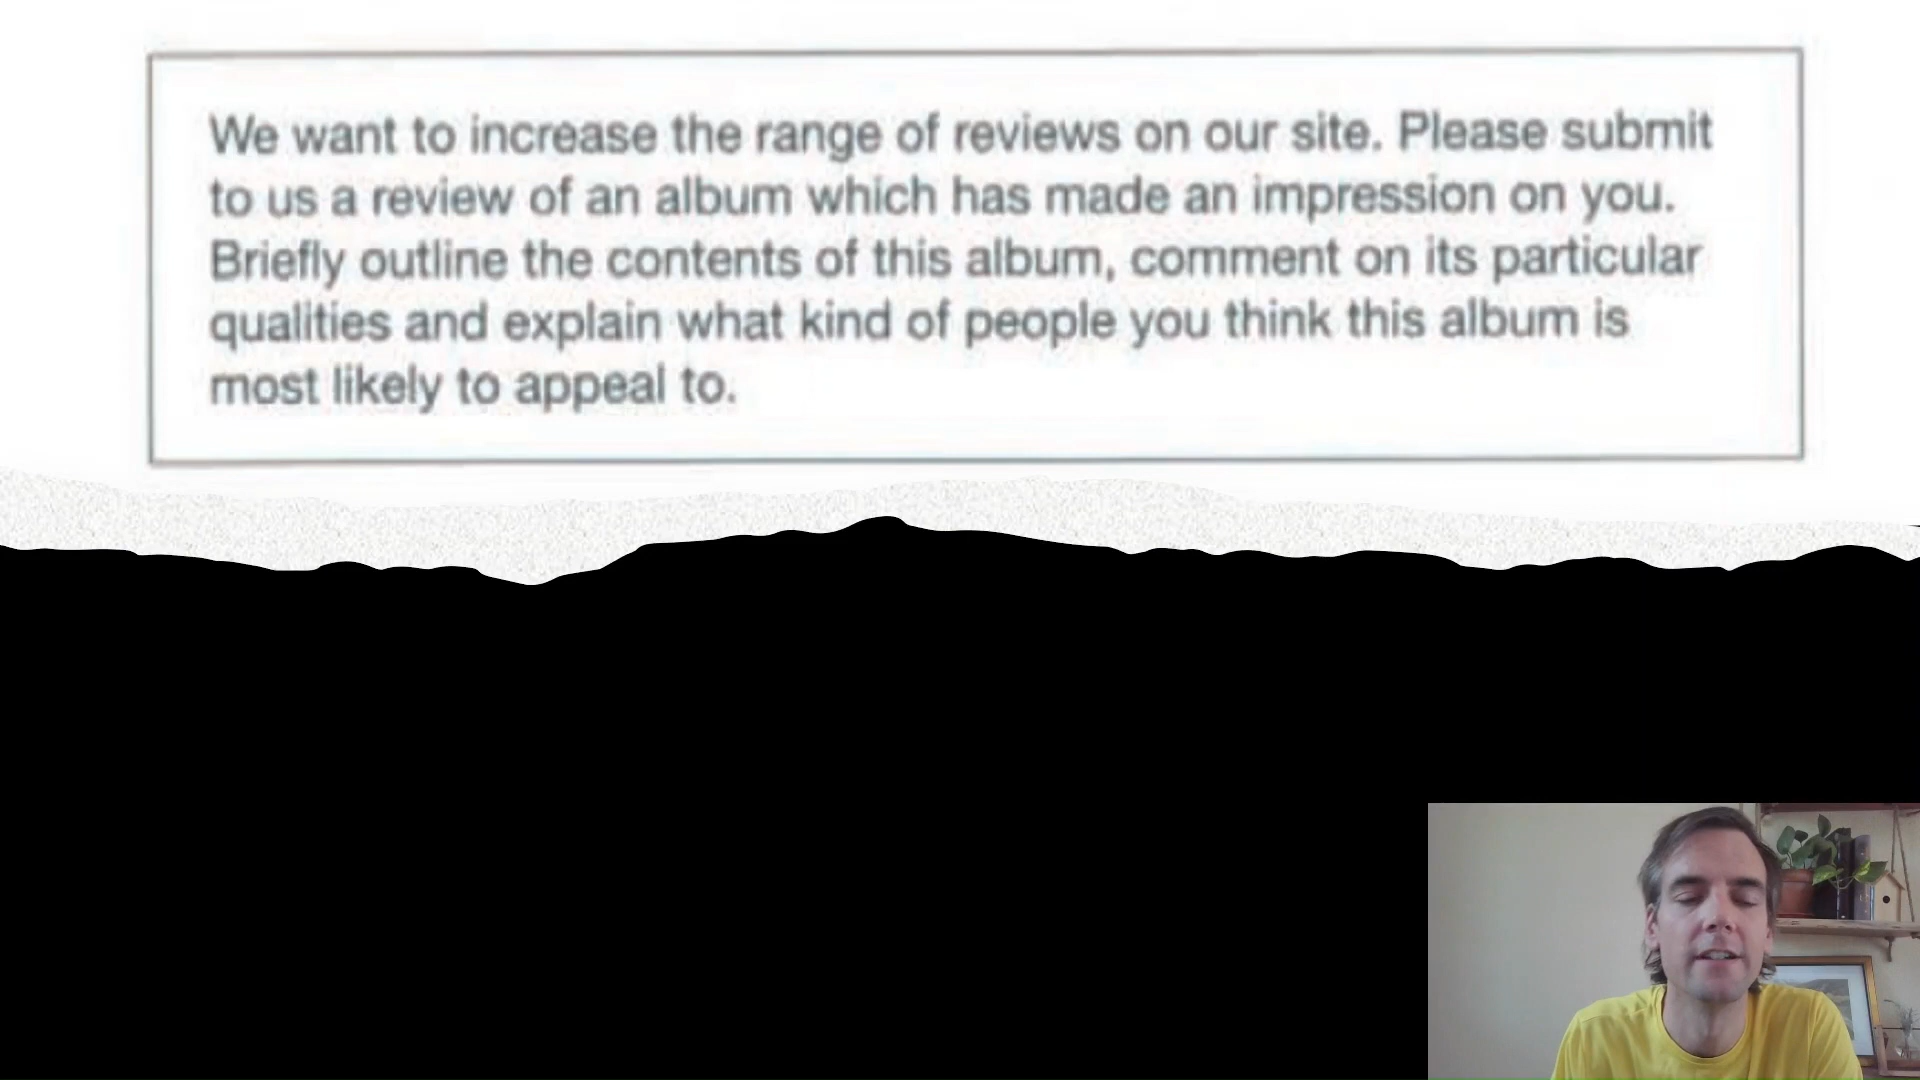 We want to increase the range of reviews on our site. Please submit
to us a review of an album which has made an impression on you.
Briefly outline the contents of this album, comment on its particular
qualities and explain what kind of people you think this album is
most likely to appeal to.